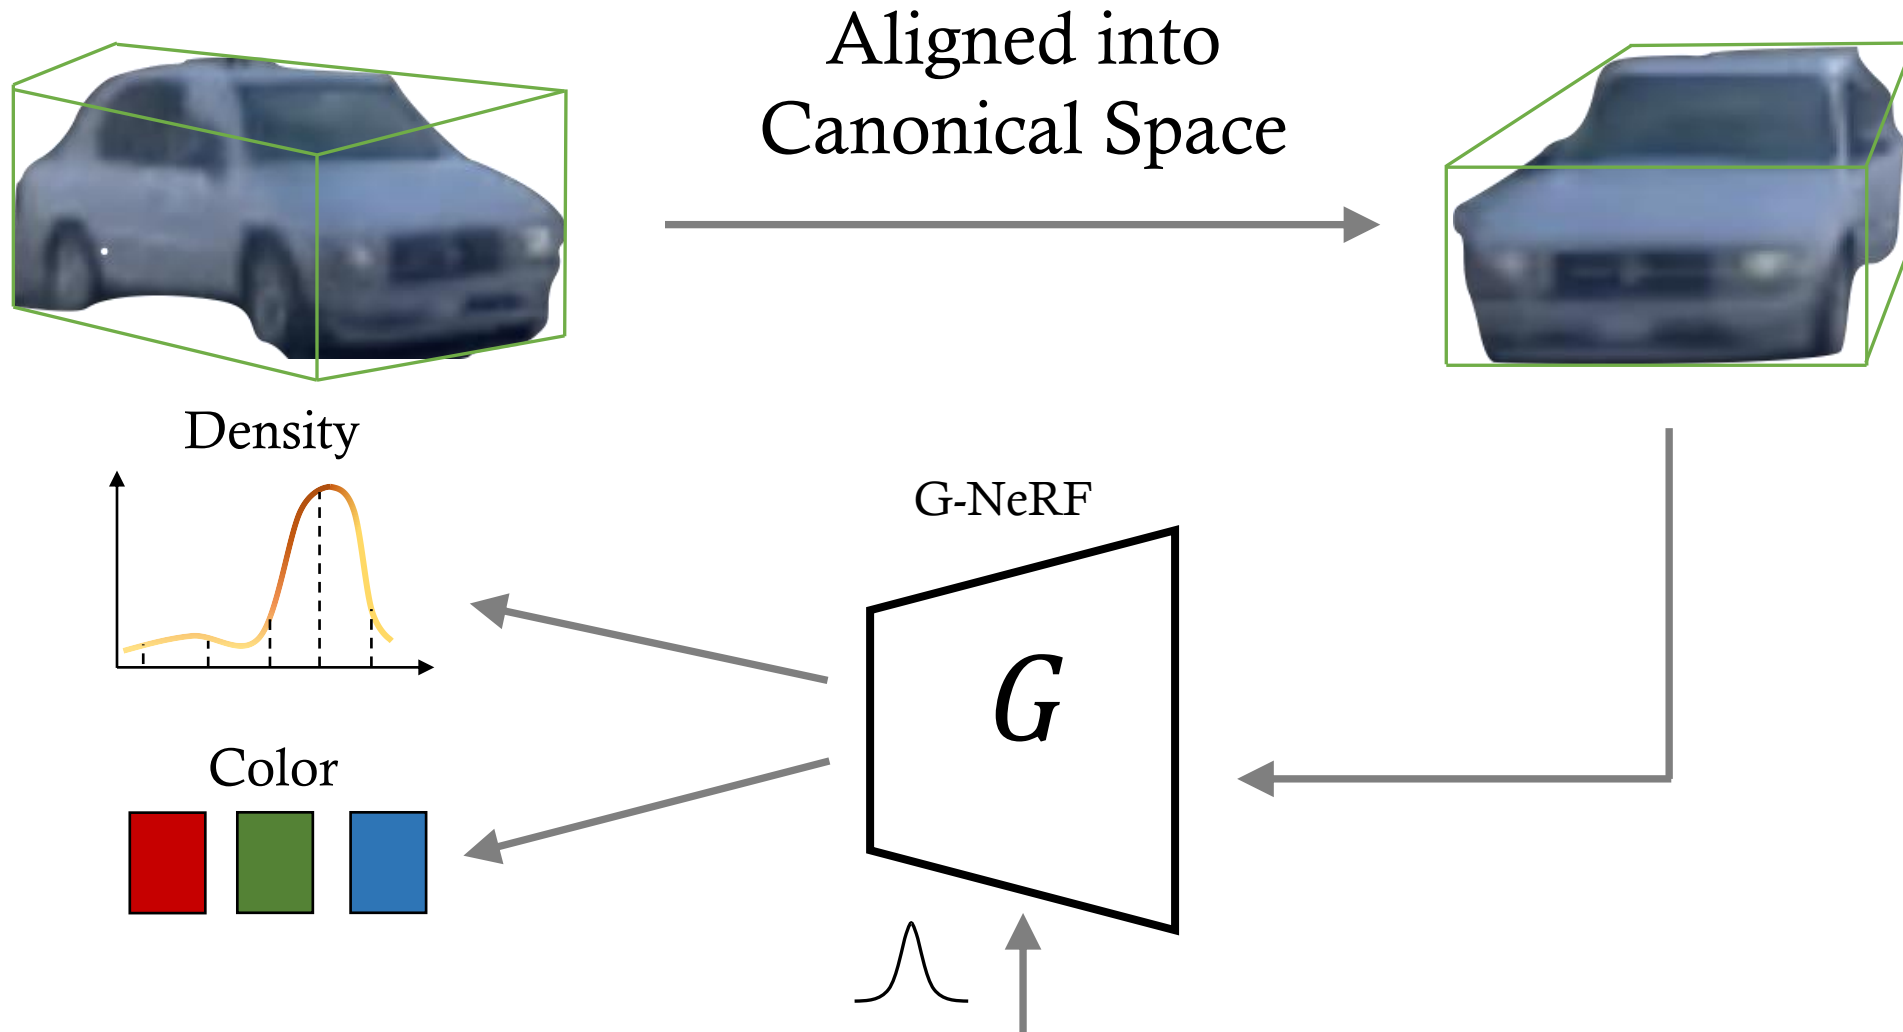 Aligned into
Canonical Space
Density
G-NeRF
G
Color